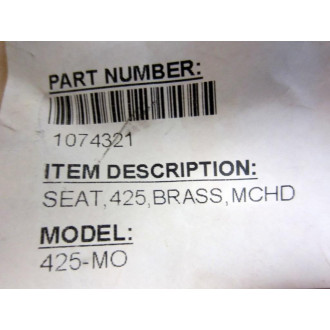 PART NUMBER:
1074321
ITEM DESCRIPTION:
SEAT,425,BRASS,MCHD
MODEL:
425-MO